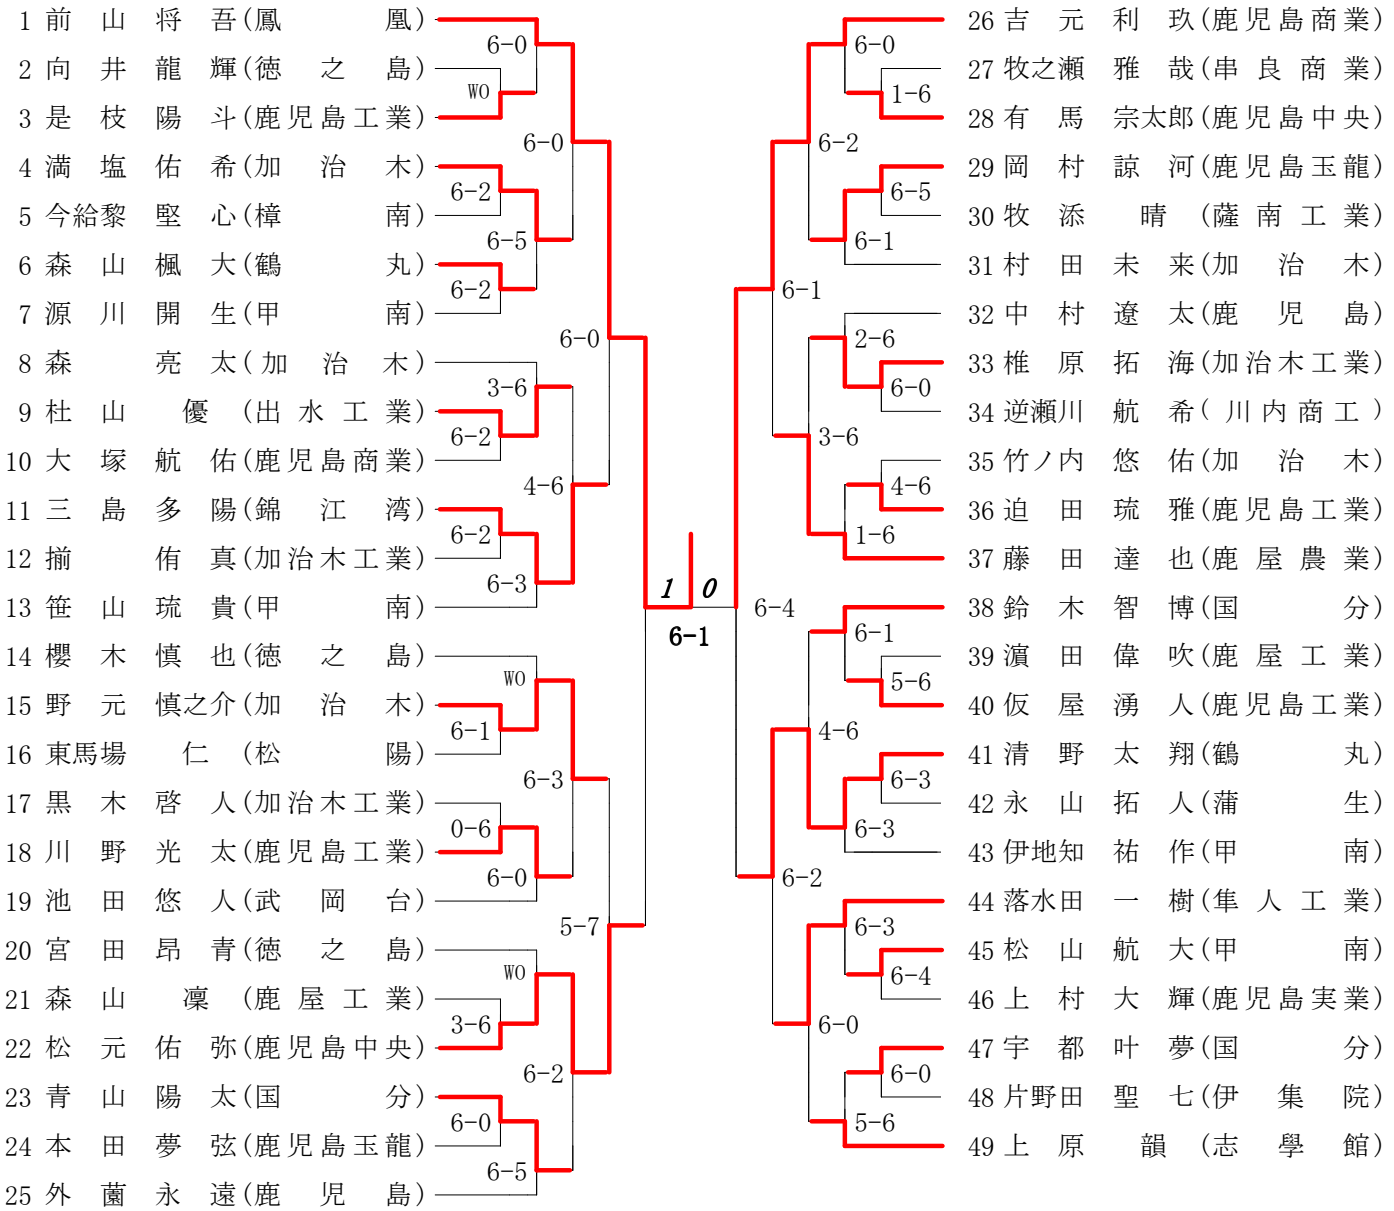 1 前山将吾(鳳凰)
2 向井龍輝(徳之島)
3 是枝陽斗(鹿児島工業)
4 満塩佑希(加治木)
5 今給黎堅心(樟南)
6 森山楓大(鶴丸)
7 源川開生(甲南)
8 森亮太(加治木)
9 杜山優(出水工業)
10 大塚航佑(鹿児島商業)
11 三島多陽(錦江湾)
12 揃侑真(加治木工業)
13 笹山琉貴(甲南)
14 櫻木慎也(徳之島)
15 野元慎之介(加治木)
16 東馬場仁(松陽)
17 黒木啓人(加治木工業)
18 川野光太(鹿児島工業)
19 池田悠人(武岡台)
20 宮田昂青(徳之島)
21 森山凜(鹿屋工業)
22 松元佑弥(鹿児島中央)
23 青山陽太(国分)
24 本田夢弦(鹿児島玉龍)
25 外薗永遠(鹿児島)
6-0
WO
6-0
6-2
6-5
6-2
6-0
3-6
6-2
4-6
6-2
6-3
WO
6-1
6-3
0-6
6-0
5-7
WO
3-6
6-2
6-0
6-5
1 0
6-1
6-0
1-6
6-2
6-5
6-1
6-1
2-6
6-0
3-6
4-6
1-6
6-4
6-1
5-6
4-6
6-3
6-3
6-2
6-3
6-4
6-0
6-0
5-6
26 吉元利玖(鹿児島商業)
27 牧之瀬雅哉(串良商業)
28 有馬宗太郎(鹿児島中央)
29 岡村諒河(鹿児島玉龍)
30 牧添晴(薩南工業)
31 村田未来(加治木)
32 中村遼太(鹿児島)
33 椎原拓海(加治木工業)
34 逆瀬川航希(川内商工)
35 竹ノ内悠佑(加治木)
36 迫田琉雅(鹿児島工業)
37 藤田達也(鹿屋農業)
38 鈴木智博(国分)
39 濵田偉吹(鹿屋工業)
40 仮屋湧人(鹿児島工業)
41 清野太翔(鶴丸)
42 永山拓人(蒲生)
43 伊地知祐作(甲南)
44 落水田一樹(隼人工業)
45 松山航大(甲南)
46 上村大輝(鹿児島実業)
47 宇都叶夢(国分)
48 片野田聖七(伊集院)
49 上原韻(志學館)